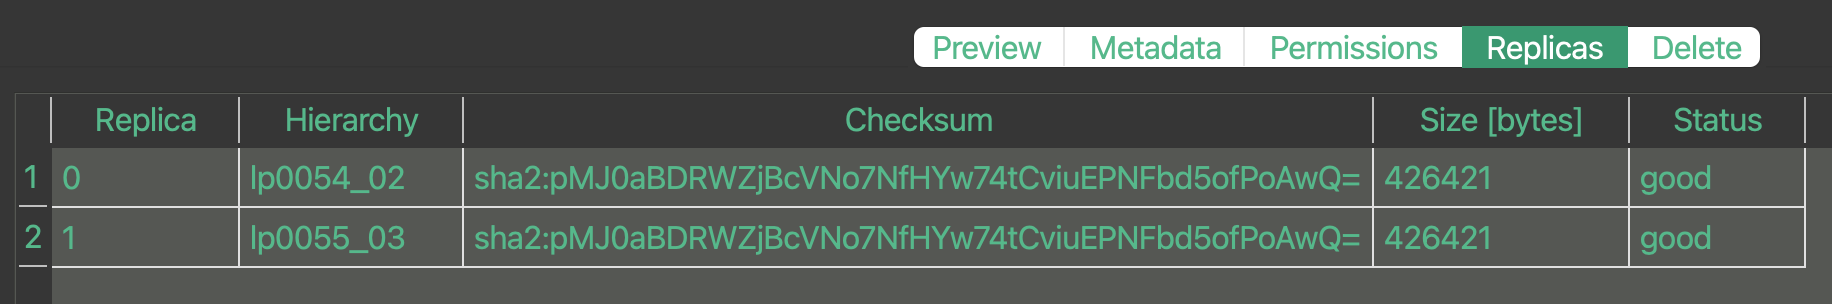 Preview Metadata Permissions Replicas Delete
Replica Hierarchy Checksum Size [bytes] Status
1 0 lp0054_02 sha2:pMJ0aBDRWZjBcVNo7NfHYw74tCviuEPNFbd5ofPoAwQ= 426421 good
2 1 lp0055_03 sha2:pMJ0aBDRWZjBcVNo7NfHYw74tCviuEPNFbd5ofPoAwQ= 426421 good